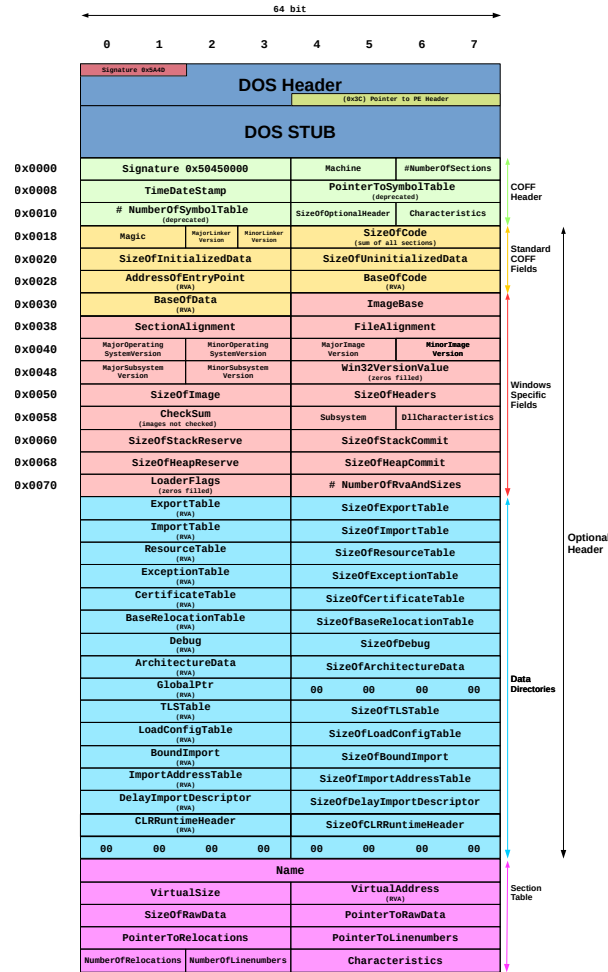 64 bit
0 1 2 3 4 5 6 7
Signature 0x5A4D
DOS Header
(0x3C) Pointer to PE Header
DOS STUB
0x0000 Signature 0x50450000 Machine #NumberOfSections
0x0008 TimeDateStamp PointerToSymbolTable
(deprecated)
0x0010 # NumberOfSymbolTable SizeOfOptionalHeader Characteristics
(deprecated)
COFF
Header
0x0018 Magic MajorLinker MinorLinker SizeOfCode
Version Version (sum of all sections)
0x0020 SizeOfInitializedData SizeOfUninitializedData
0x0028 AddressOfEntryPoint BaseOfCode
(RVA) (RVA)
Standard
COFF
Fields
0x0030 BaseOfData ImageBase
(RVA)
0x0038 SectionAlignment FileAlignment
0x0040 MajorOperating MinorOperating MajorImage MinorImage
SystemVersion SystemVersion Version Version
0x0048 MajorSubsystem MinorSubsystem Win32VersionValue
Version Version (zeros filled)
0x0050 SizeOfImage SizeOfHeaders
0x0058 CheckSum Subsystem DllCharacteristics
(images not checked)
0x0060 SizeOfStackReserve SizeOfStackCommit
0x0068 SizeOfHeapReserve SizeOfHeapCommit
0x0070 LoaderFlags # NumberOfRvaAndSizes
(zeros filled)
Windows
Specific
Fields
ExportTable SizeOfExportTable
(RVA)
ImportTable SizeOfImportTable
(RVA)
ResourceTable SizeOfResourceTable
(RVA)
ExceptionTable SizeOfExceptionTable
(RVA)
CertificateTable SizeOfCertificateTable
(RVA)
BaseRelocationTable SizeOfBaseRelocationTable
(RVA)
Debug SizeOfDebug
(RVA)
ArchitectureData SizeOfArchitectureData
(RVA)
GlobalPtr 00 00 00 00
(RVA)
TLSTable SizeOfTLSTable
(RVA)
LoadConfigTable SizeOfLoadConfigTable
(RVA)
BoundImport SizeOfBoundImport
(RVA)
ImportAddressTable SizeOfImportAddressTable
(RVA)
DelayImportDescriptor SizeOfDelayImportDescriptor
(RVA)
CLRRuntimeHeader SizeOfCLRRuntimeHeader
(RVA)
00 00 00 00 00 00 00 00
Data
Directories
Optional
Header
Name
VirtualSize VirtualAddress
(RVA)
SizeOfRawData PointerToRawData
PointerToRelocations PointerToLinenumbers
NumberOfRelocations NumberOfLinenumbers Characteristics
Section
Table